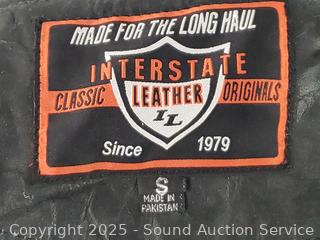 MADE FOR THE LONG HAUL
INTERSTATE
CLASSIC LEATHER ORIGINALS
IL
Since 1979
S
MADE IN
PAKISTAN
Copyright 2025 - Sound Auction Service